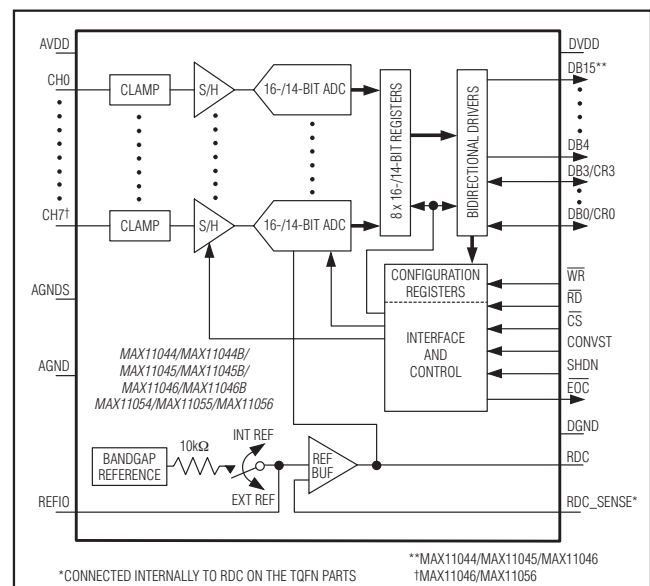 AVDD
DVDD
CH0
CLAMP
S/H
16-/14-BIT ADC
8 x 16-/14-BIT REGISTERS
BIDIRECTIONAL DRIVERS
DB15**
DB4
DB3/CR3
CH7†
CLAMP
S/H
16-/14-BIT ADC
DB0/CR0
CONFIGURATION
REGISTERS
WR
RD
AGNDS
INTERFACE
AND
CONTROL
CS
CONVST
SHDN
EOC
AGND
MAX11044/MAX11044B/
MAX11045/MAX11045B/
MAX11046/MAX11046B
MAX11054/MAX11055/MAX11056
DGND
BANDGAP
REFERENCE
10kΩ
INT REF
EXT REF
REF
BUF
RDC
REFIO
RDC_SENSE*
*CONNECTED INTERNALLY TO RDC ON THE TQFN PARTS
**MAX11044/MAX11045/MAX11046
†MAX11046/MAX11056